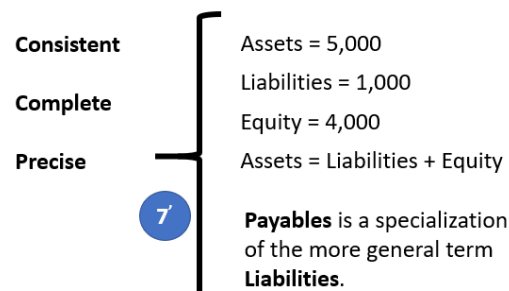 Consistent
Complete
Precise
7′
Assets = 5,000
Liabilities = 1,000
Equity = 4,000
Assets = Liabilities + Equity
Payables is a specialization
of the more general term
Liabilities.